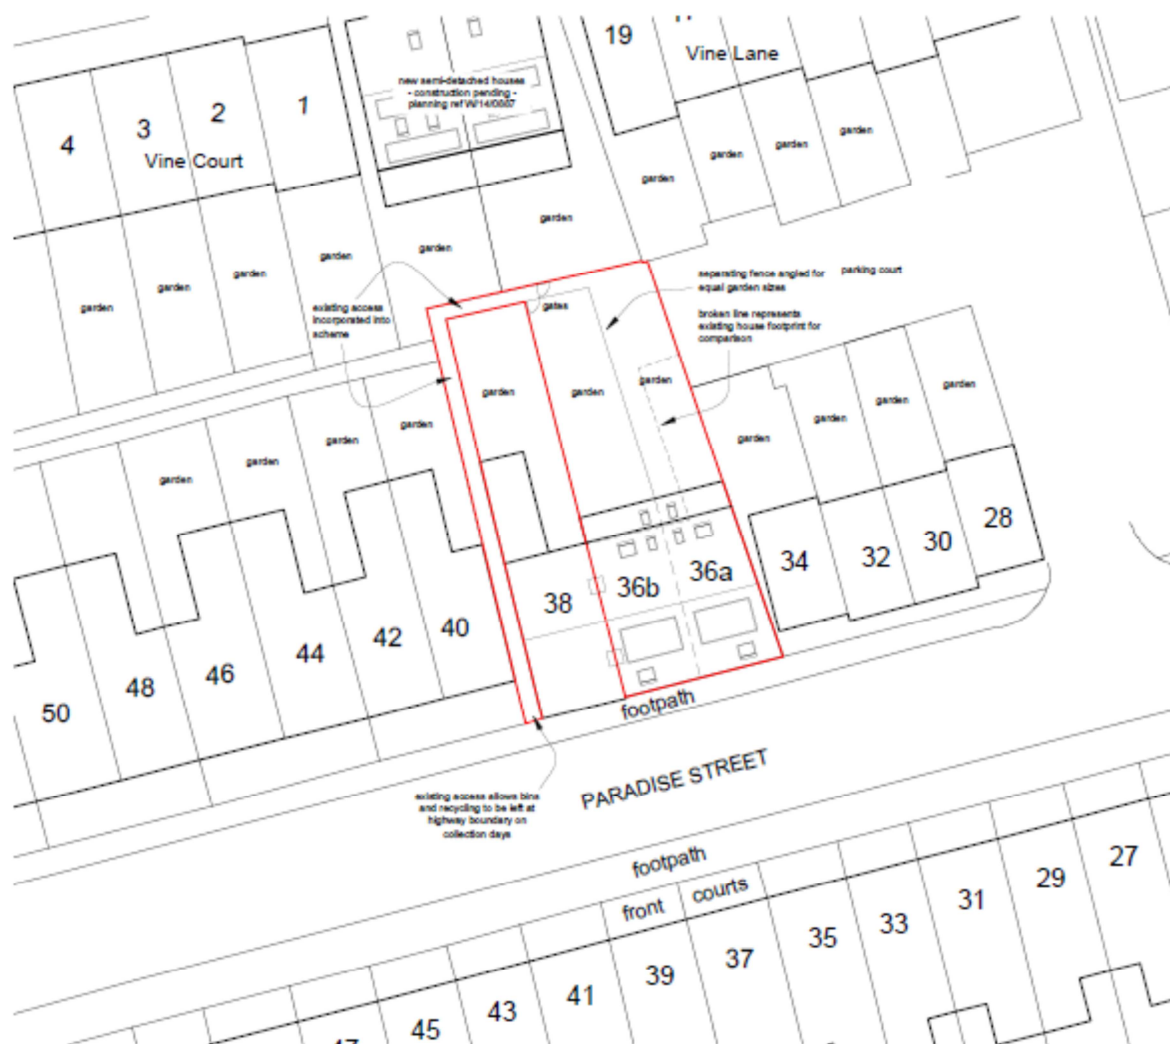 19
Vine Lane
new semi-detached houses
- construction pending -
planning ref W/14/0667
4
3
2
1
Vine Court
garden
garden
garden
garden
garden
garden
garden
garden
garden
garden
existing access
incorporated into
scheme
gates
separating fence angled for
equal garden sizes
parking court
broken line represents
existing house footprint for
comparison
garden
garden
garden
garden
garden
garden
garden
garden
garden
garden
garden
50
48
46
44
42
40
38
36b
36a
34
32
30
28
footpath
PARADISE STREET
existing access allows bins
and recycling to be left at
highway boundary on
collection days
footpath
front courts
45
43
41
39
37
35
33
31
29
27